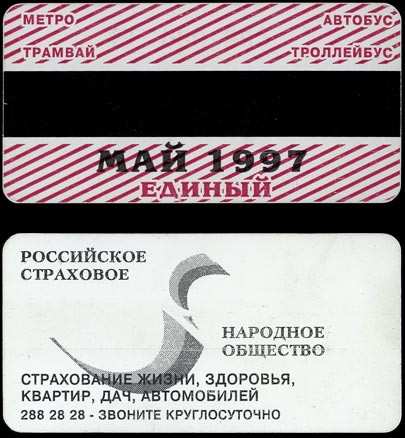 МЕТРО АВТОБУС
ТРАМВАЙ ТРОЛЛЕЙБУС
МАЙ 1997
ЕДИНЫЙ
РОССИЙСКОЕ
СТРАХОВОЕ
НАРОДНОЕ
ОБЩЕСТВО
СТРАХОВАНИЕ ЖИЗНИ, ЗДОРОВЬЯ,
КВАРТИР, ДАЧ, АВТОМОБИЛЕЙ
288 28 28 - ЗВОНИТЕ КРУГЛОСУТОЧНО